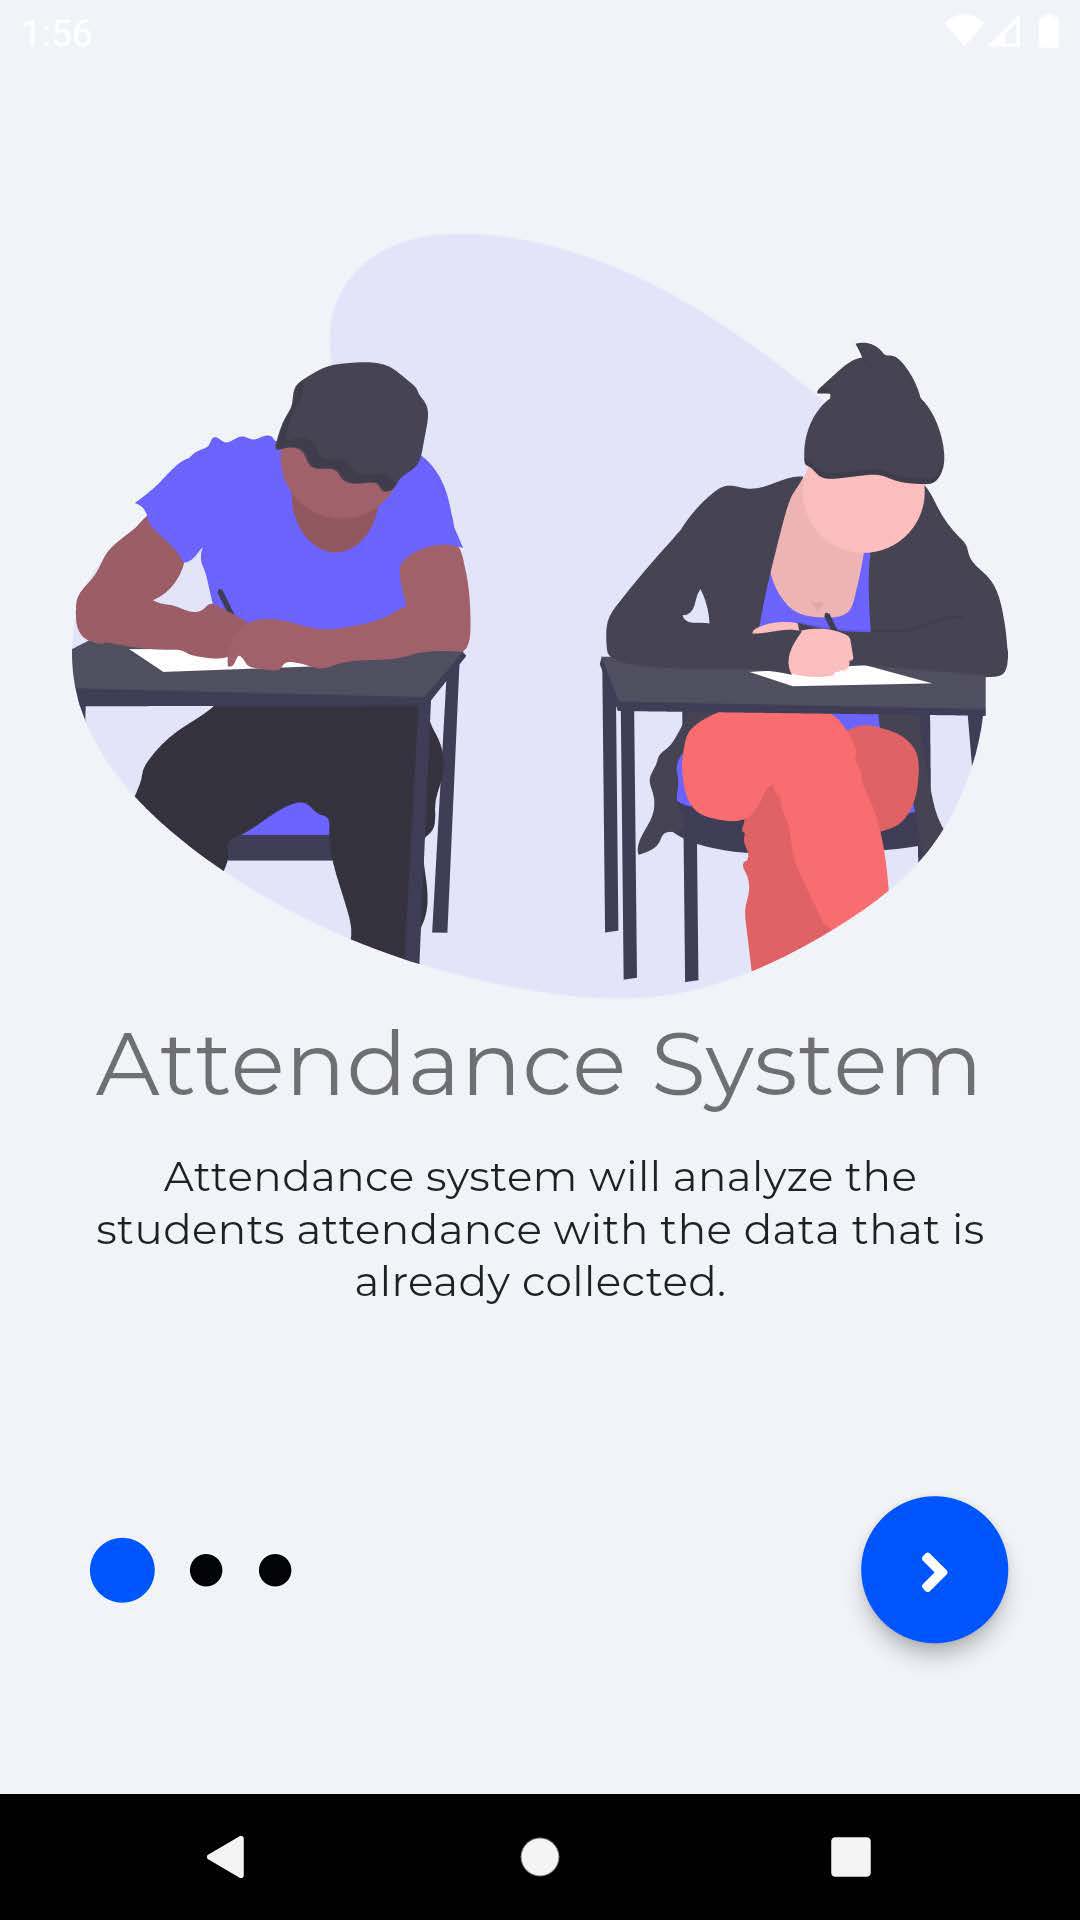 1:56
Attendance System
Attendance system will analyze the
students attendance with the data that is
already collected.